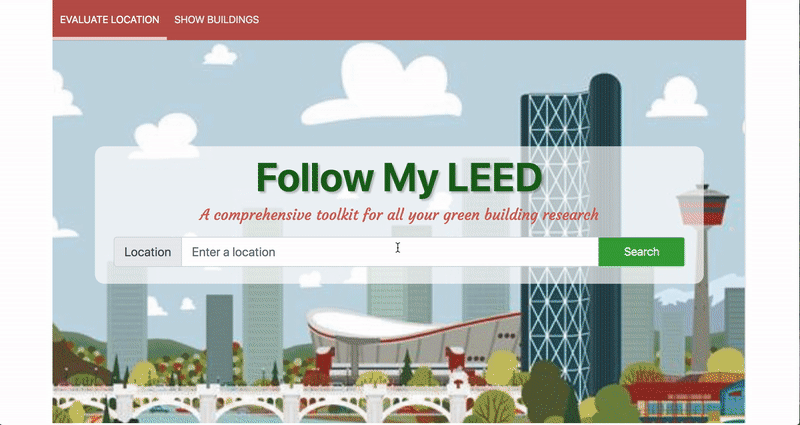 EVALUATE LOCATION SHOW BUILDINGS
Follow My LEED
A comprehensive toolkit for all your green building research
Location Enter a location Search